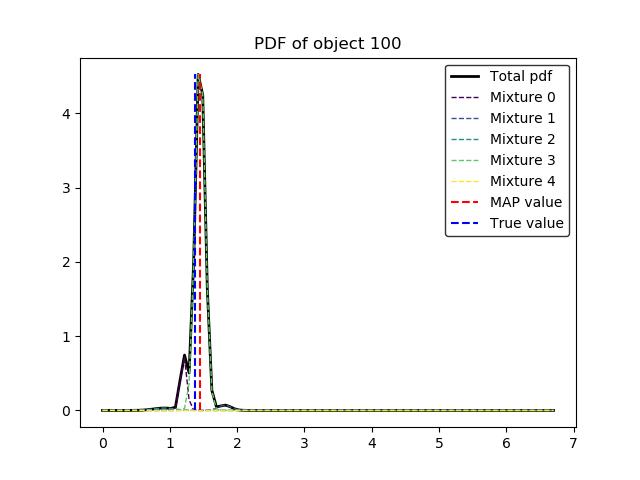 PDF of object 100
Total pdf
Mixture 0
Mixture 1
Mixture 2
Mixture 3
Mixture 4
MAP value
True value
4
3
2
1
0
0 1 2 3 4 5 6 7